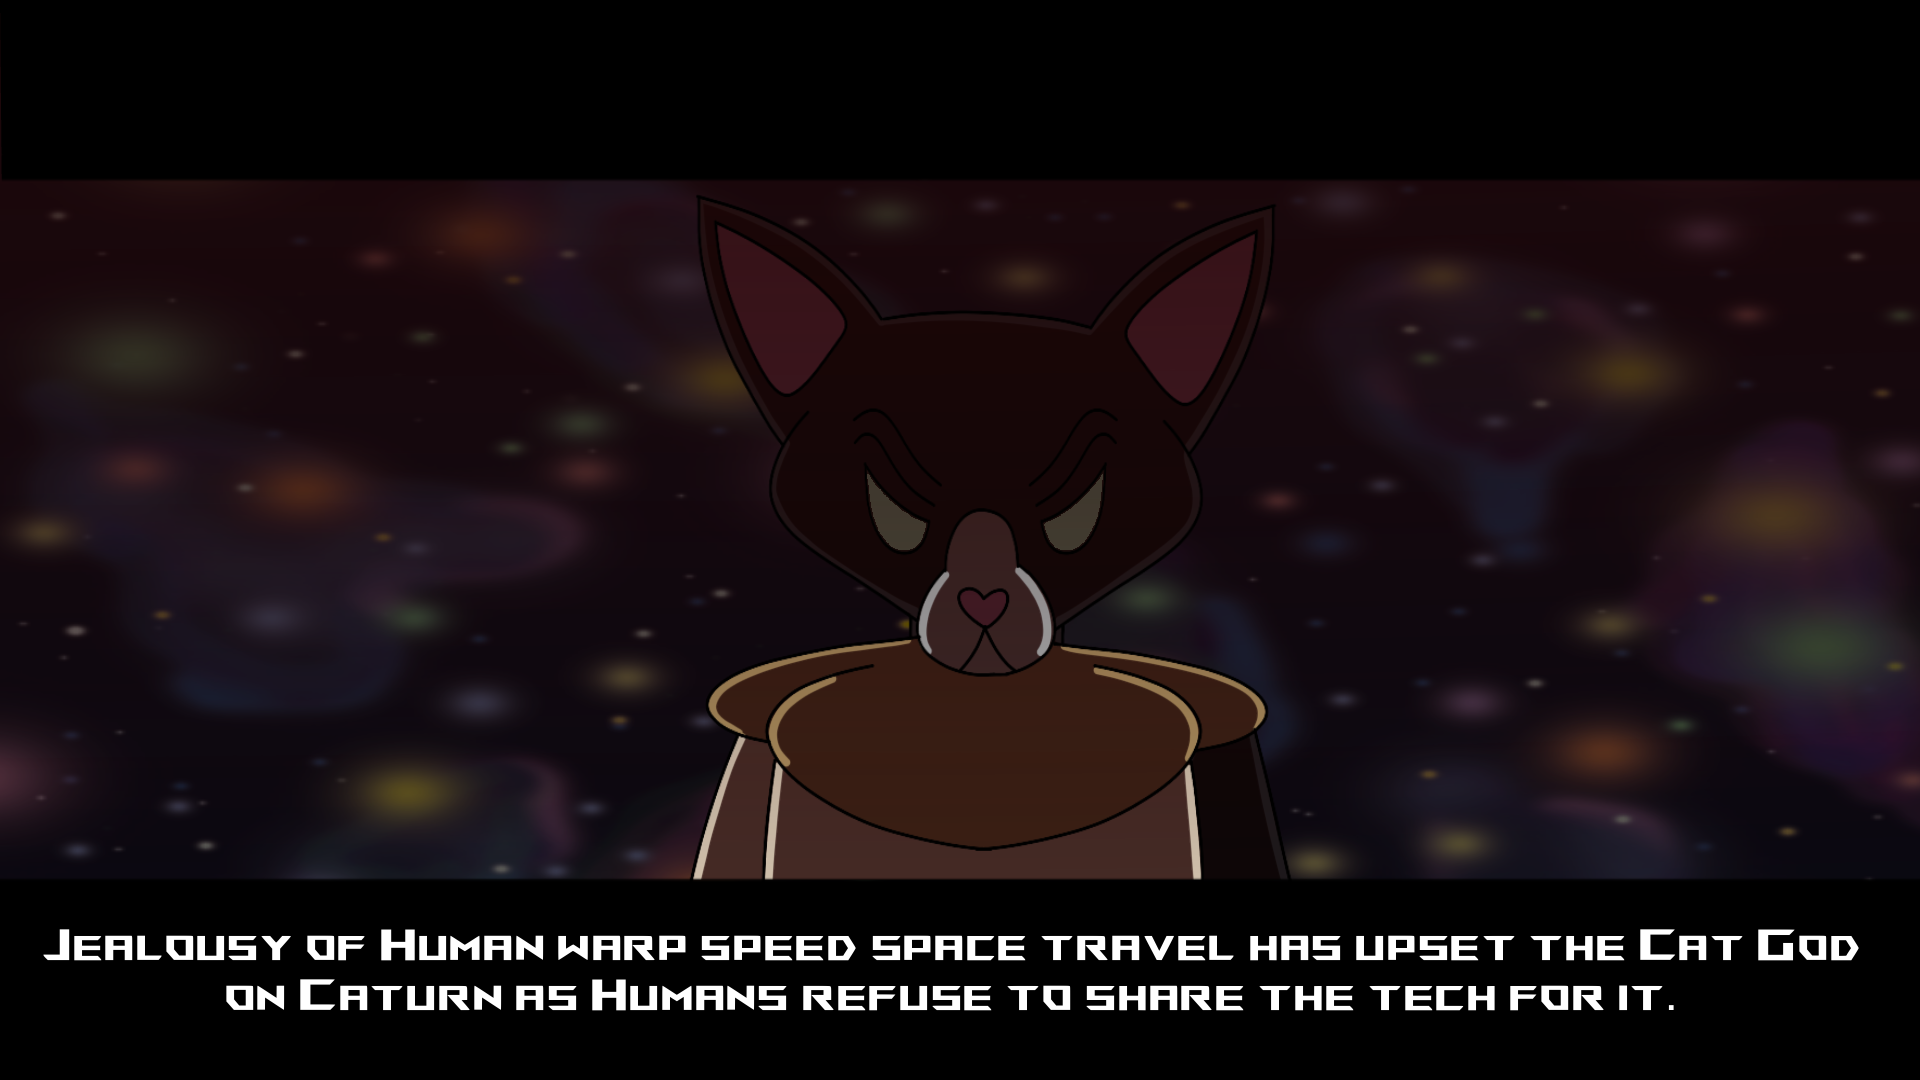 Jealousy of Human warp speed space travel has upset the Cat God
on Caturn as Humans refuse to share the tech for it.